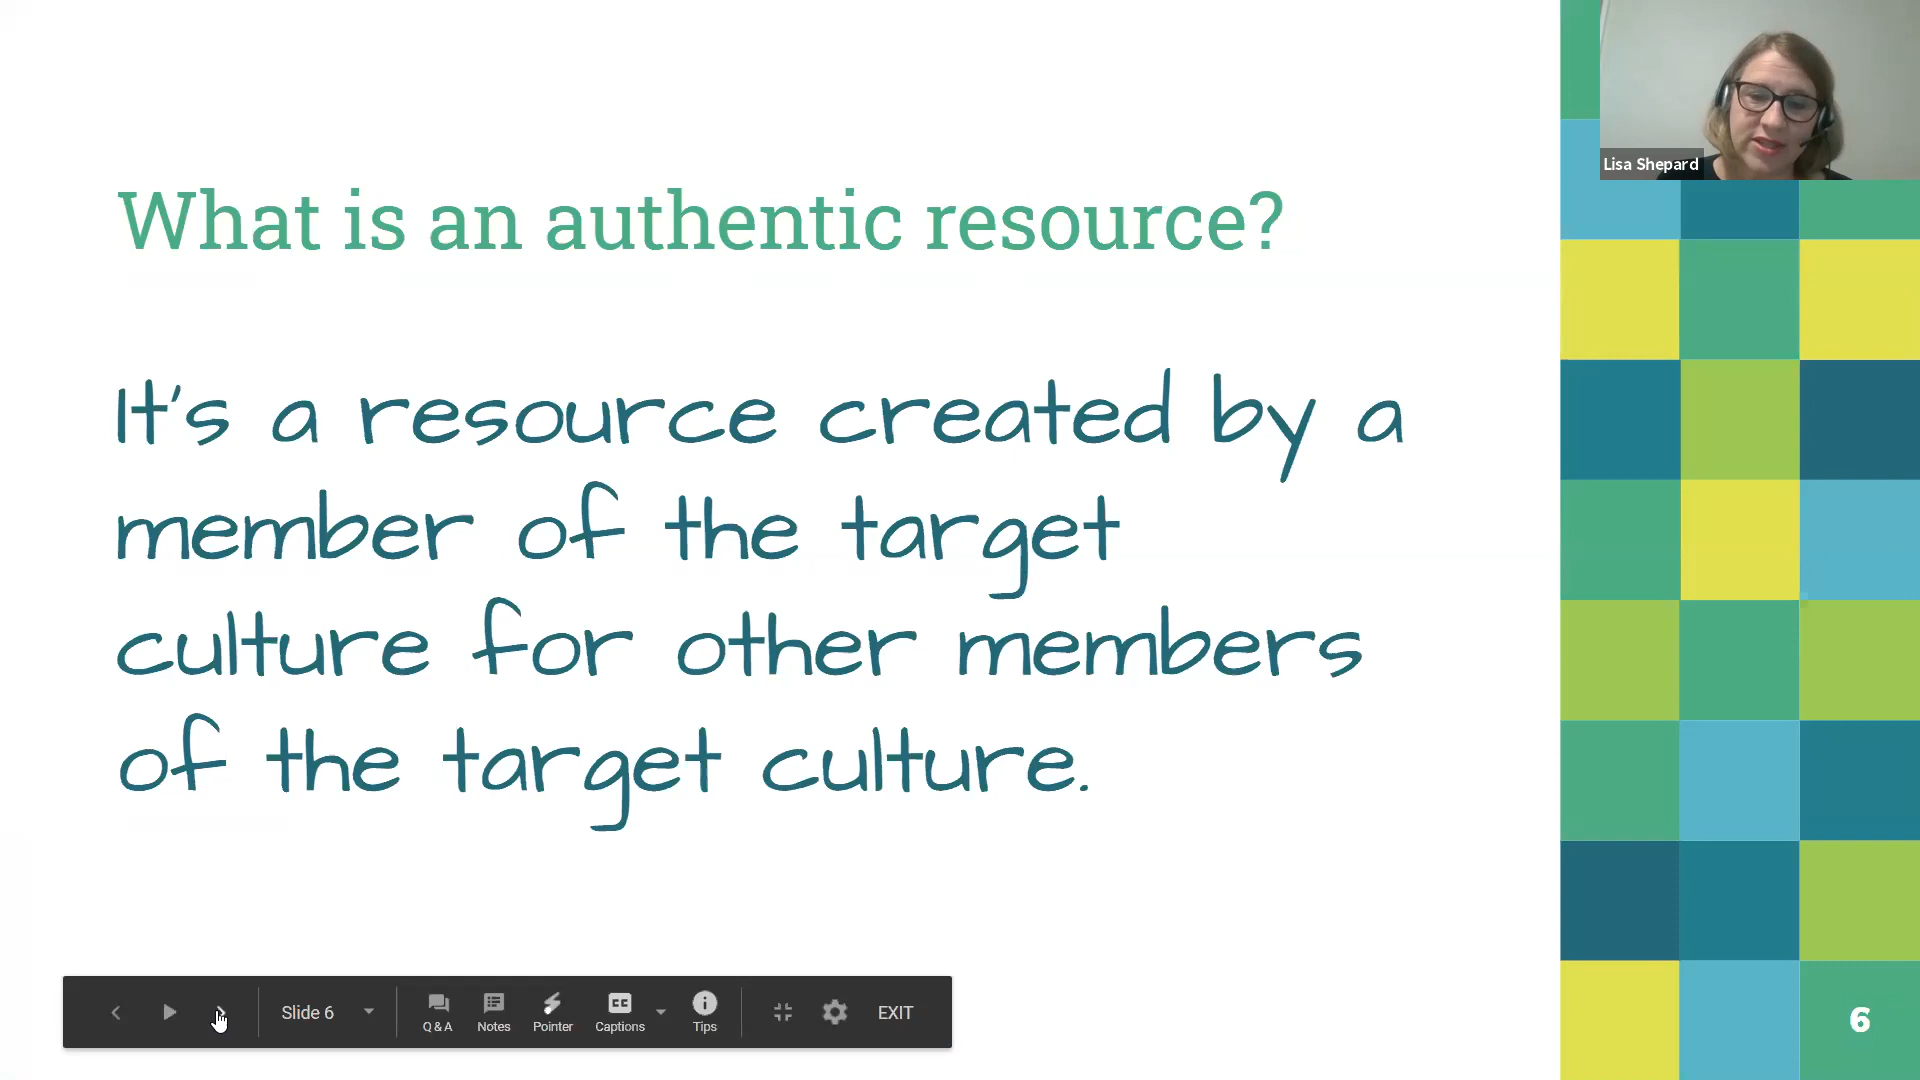 Lisa Shepard
What is an authentic resource?
It's a resource created by a
member of the target
culture for other members
of the target culture.
Slide 6
Q & A
Notes
Pointer
CC
Captions
Tips
EXIT
6